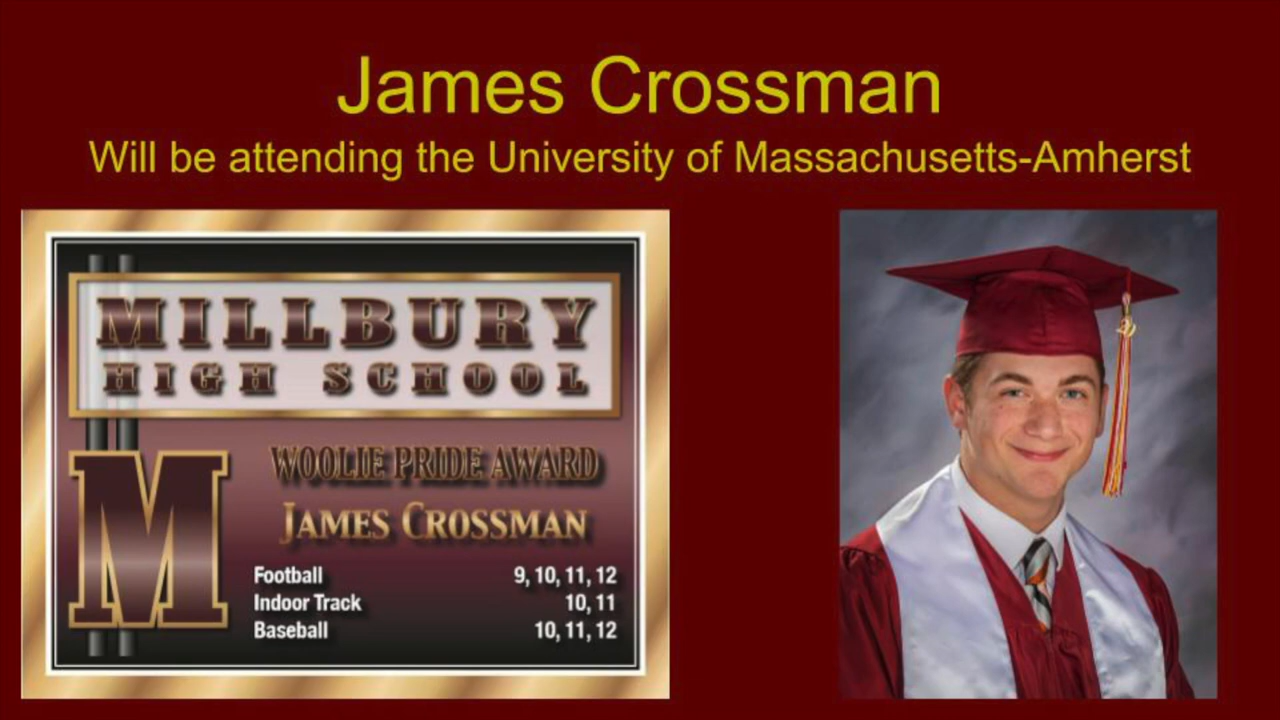 James Crossman
Will be attending the University of Massachusetts-Amherst
MILLBURY
HIGH SCHOOL
M
WOOLIE PRIDE AWARD
JAMES CROSSMAN
Football 9, 10, 11, 12
Indoor Track 10, 11
Baseball 10, 11, 12